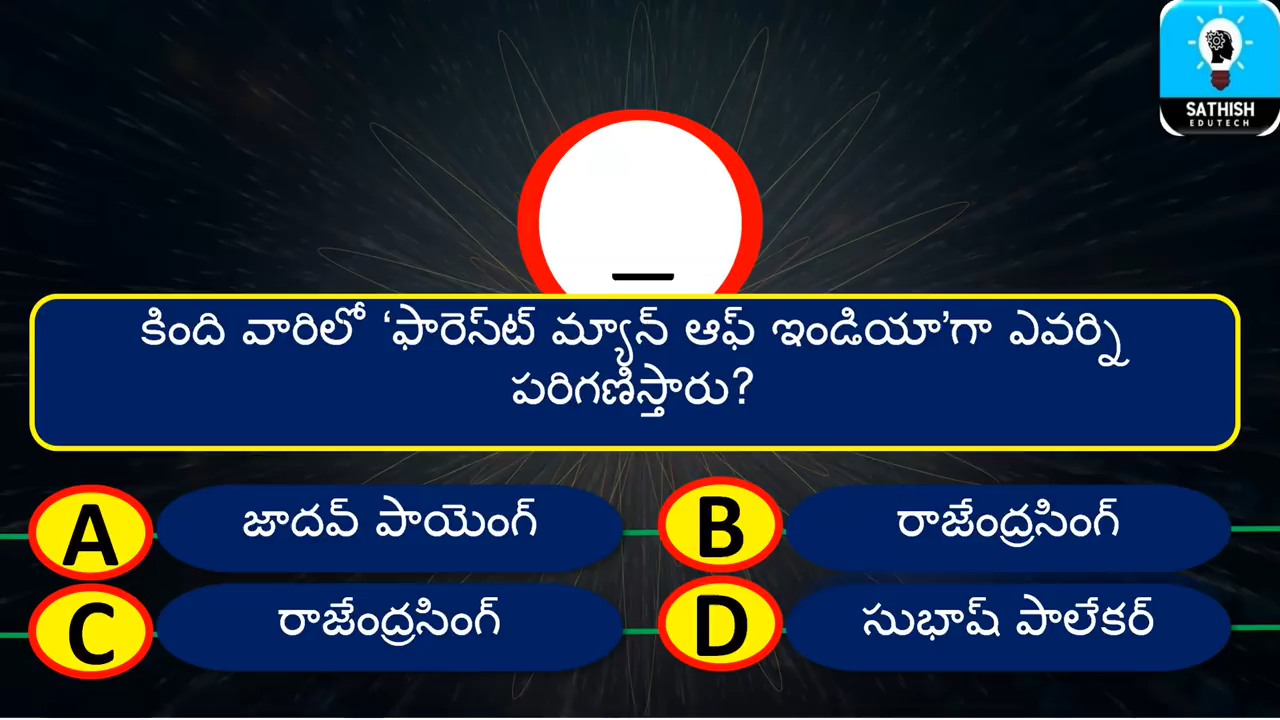 SATHISH
EDUTECH
కింది వారిలో ‘ఫారెస్ట్ మ్యాన్ ఆఫ్ ఇండియా’గా ఎవర్ని
పరిగణిస్తారు?
A జాదవ్ పాయెంగ్
B రాజేంద్రసింగ్
C రాజేంద్రసింగ్
D సుభాష్ పాలేకర్